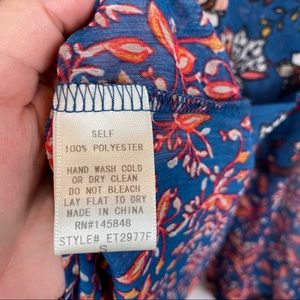 SELF
100% POLYESTER
HAND WASH COLD
OR DRY CLEAN
DO NOT BLEACH
LAY FLAT TO DRY
MADE IN CHINA
RN#145848
STYLE# ET2977F
S